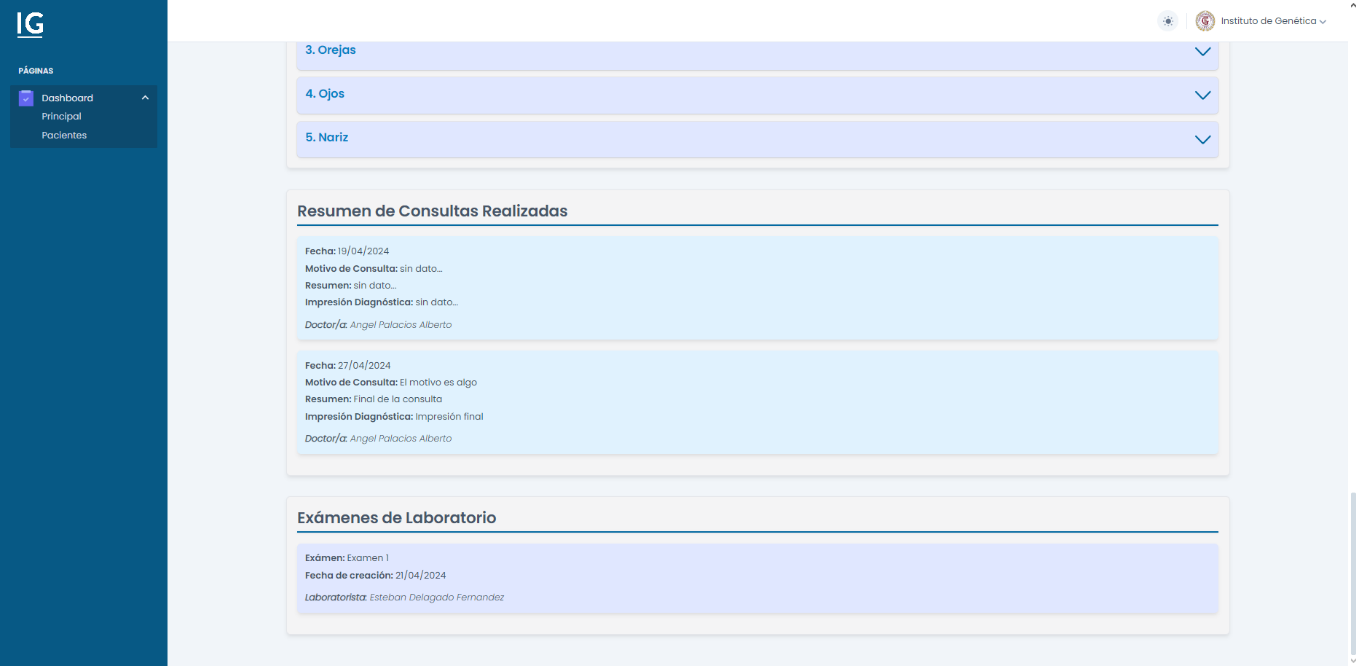 IG
Instituto de Genética
PÁGINAS
Dashboard
Principal
Pacientes
3. Orejas
4. Ojos
5. Nariz
Resumen de Consultas Realizadas
Fecha: 19/04/2024
Motivo de Consulta: sin dato...
Resumen: sin dato...
Impresión Diagnóstica: sin dato...
Doctor/a: Angel Palacios Alberto
Fecha: 27/04/2024
Motivo de Consulta: El motivo es algo
Resumen: Final de la consulta
Impresión Diagnóstica: Impresión final
Doctor/a: Angel Palacios Alberto
Exámenes de Laboratorio
Exámen: Examen 1
Fecha de creación: 21/04/2024
Laboratorista: Esteban Delagado Fernandez